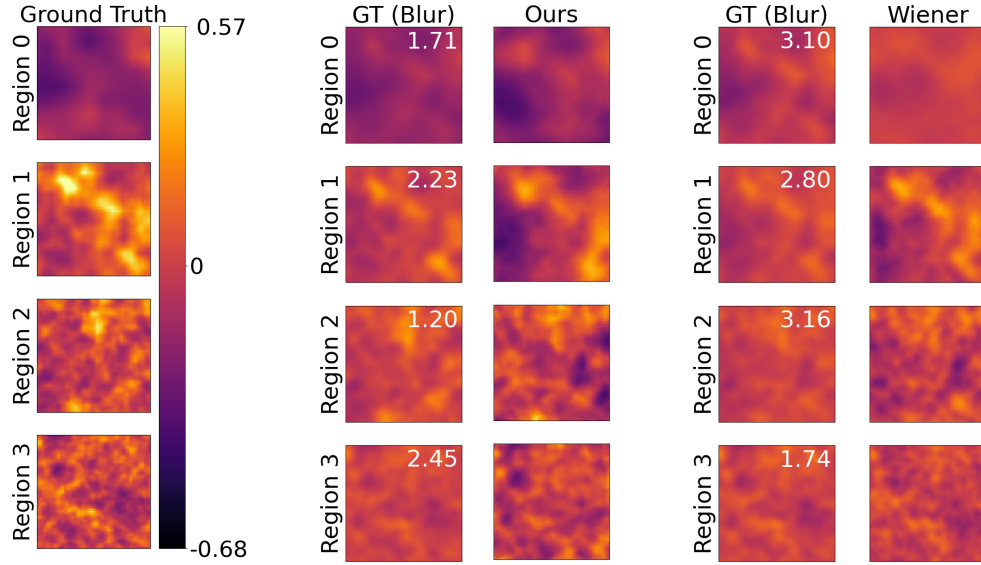 Ground Truth
GT (Blur)
Ours
GT (Blur)
Wiener
Region 0
0.57
Region 0
1.71
Region 0
3.10
Region 1
Region 1
2.23
Region 1
2.80
0
Region 2
Region 2
1.20
Region 2
3.16
Region 3
Region 3
2.45
Region 3
1.74
-0.68